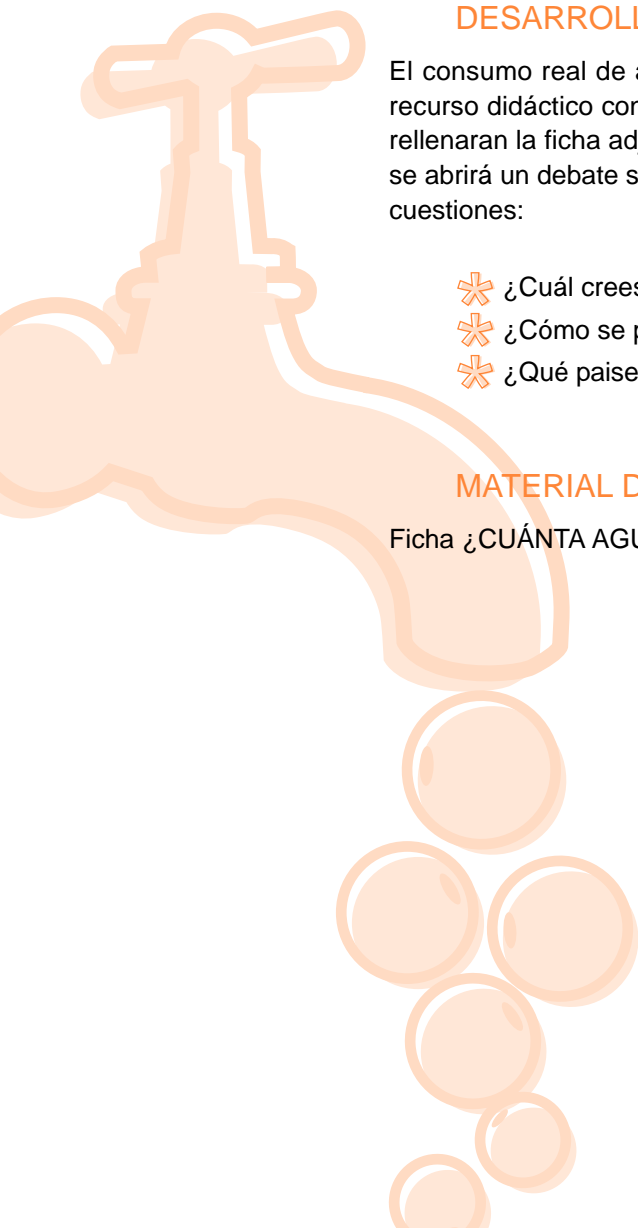 DESARROLL
El consumo real de a
recurso didáctico con
rellenaran la ficha adj
se abrirá un debate s
cuestiones:
¿Cuál crees
¿Cómo se p
¿Qué paise
MATERIAL D
Ficha ¿CUÁNTA AGU